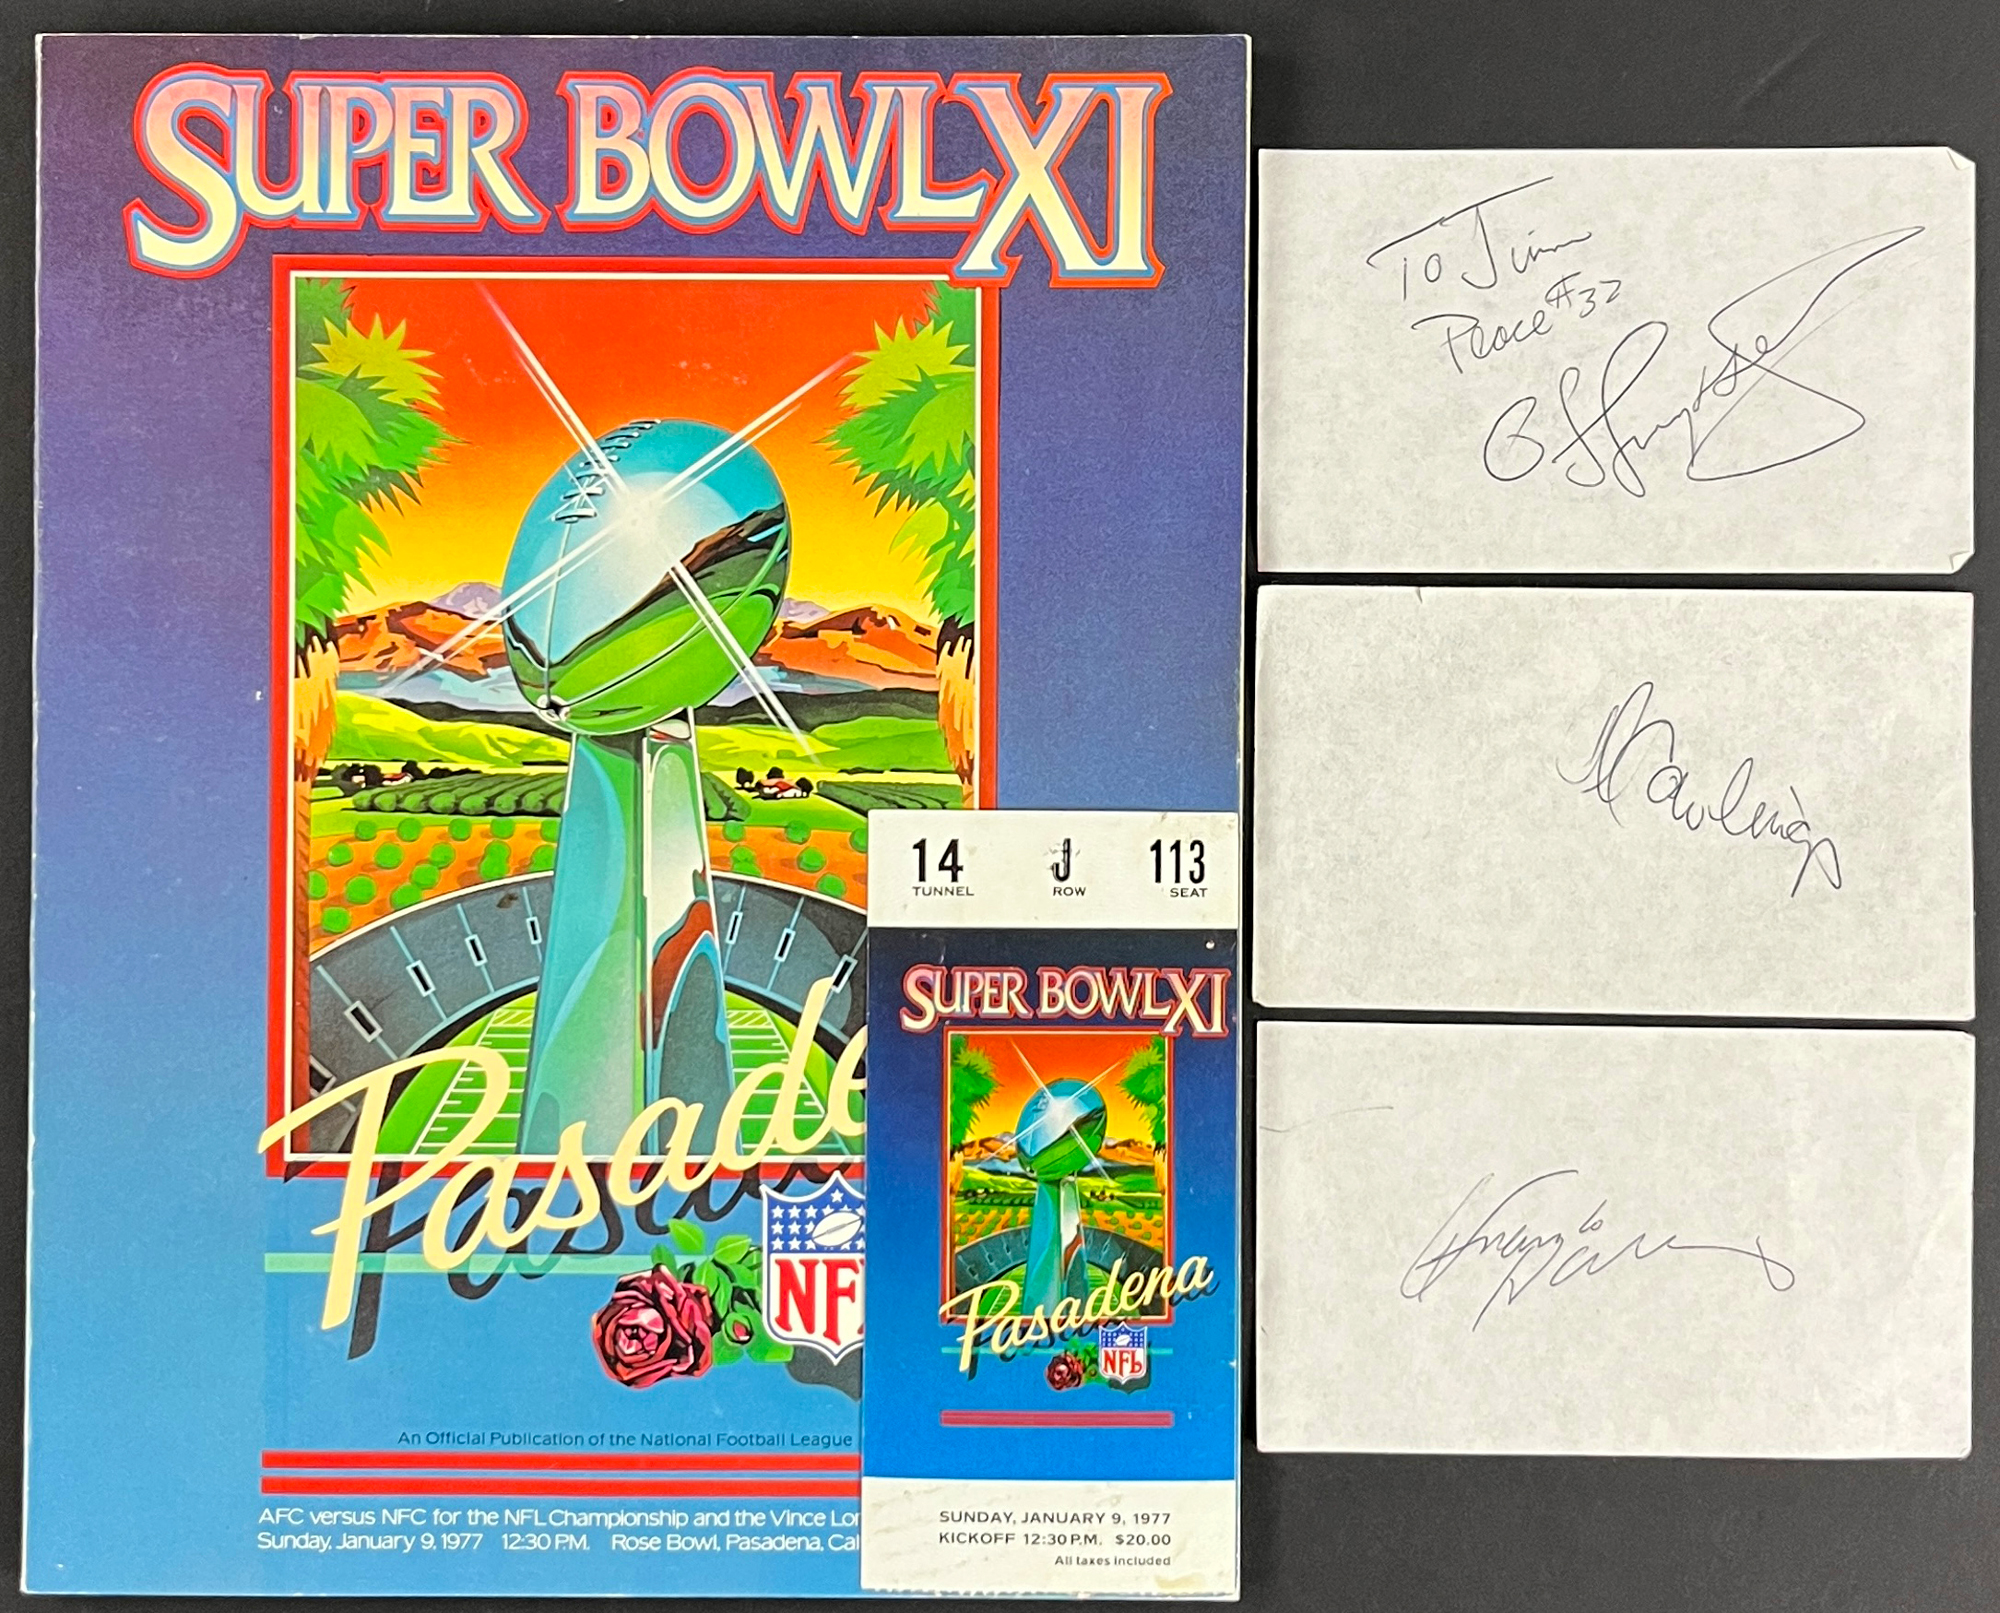 SUPER BOWL XI
Pasade
NF
An Official Publication of the National Football League
AFC versus NFC for the NFL Championship and the Vince Lo
Sunday, January 9, 1977 12:30 P.M. Rose Bowl, Pasadena, Cal
14 J 113
TUNNEL ROW SEAT
SUPER BOWL XI
Pasadena
NFL
SUNDAY, JANUARY 9, 1977
KICKOFF 12:30 P.M. $20.00
All taxes included
To Jim
Peace #32